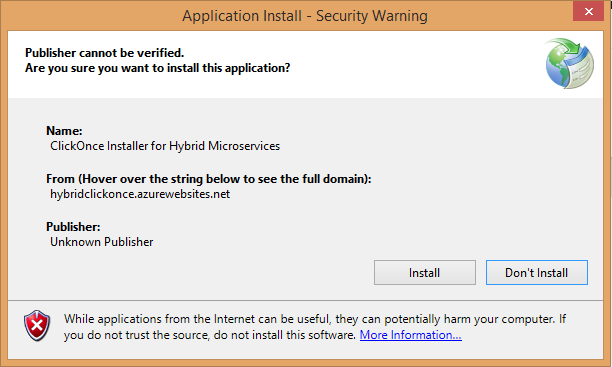 Application Install - Security Warning
Publisher cannot be verified.
Are you sure you want to install this application?
Name:
ClickOnce Installer for Hybrid Microservices
From (Hover over the string below to see the full domain):
hybridclickonce.azurewebsites.net
Publisher:
Unknown Publisher
Install
Don't Install
While applications from the Internet can be useful, they can potentially harm your computer. If
you do not trust the source, do not install this software. More Information...